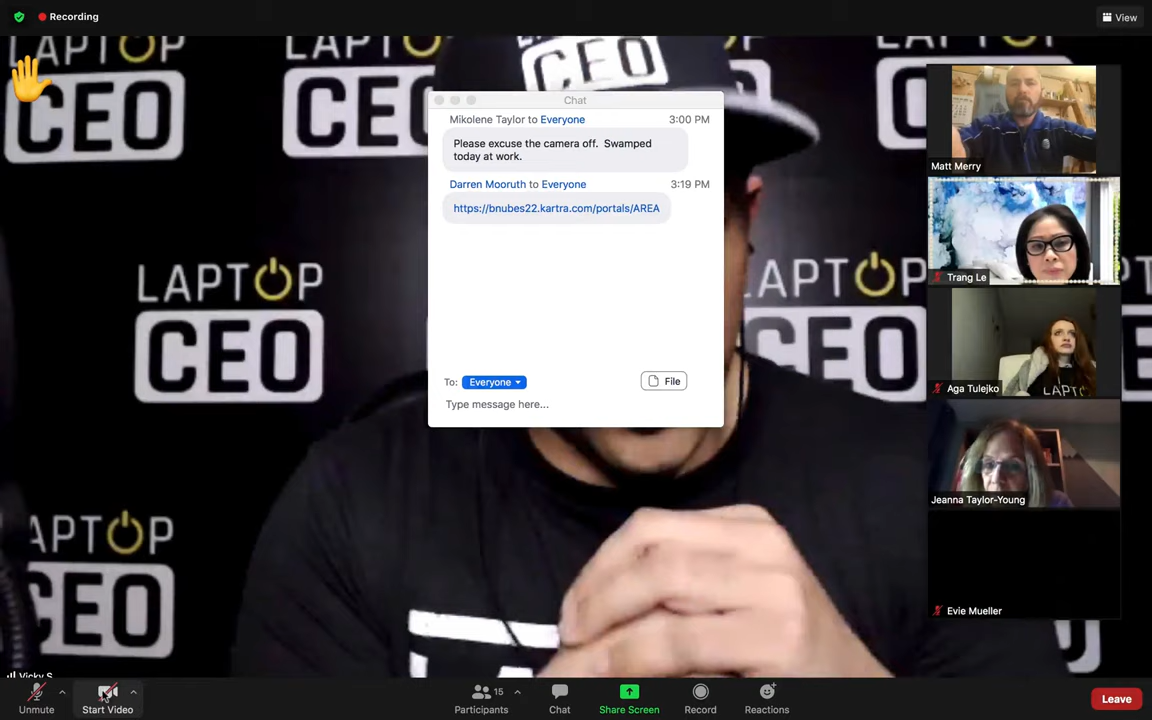 Recording
View
LAPTOP
CEO
LAPTOP
CEO
CEO
CEO
LAPTOP
CEO
LAPTOP
CEO
Chat
Mikolene Taylor to Everyone 3:00 PM
Please excuse the camera off. Swamped
today at work.
Darren Mooruth to Everyone 3:19 PM
https://bnubes22.kartra.com/portals/AREA
To: Everyone File
Type message here...
Matt Merry
Trang Le
Aga Tulejko
Jeanna Taylor-Young
Evie Mueller
Vicky S
Unmute
Start Video
15
Participants
Chat
Share Screen
Record
Reactions
Leave